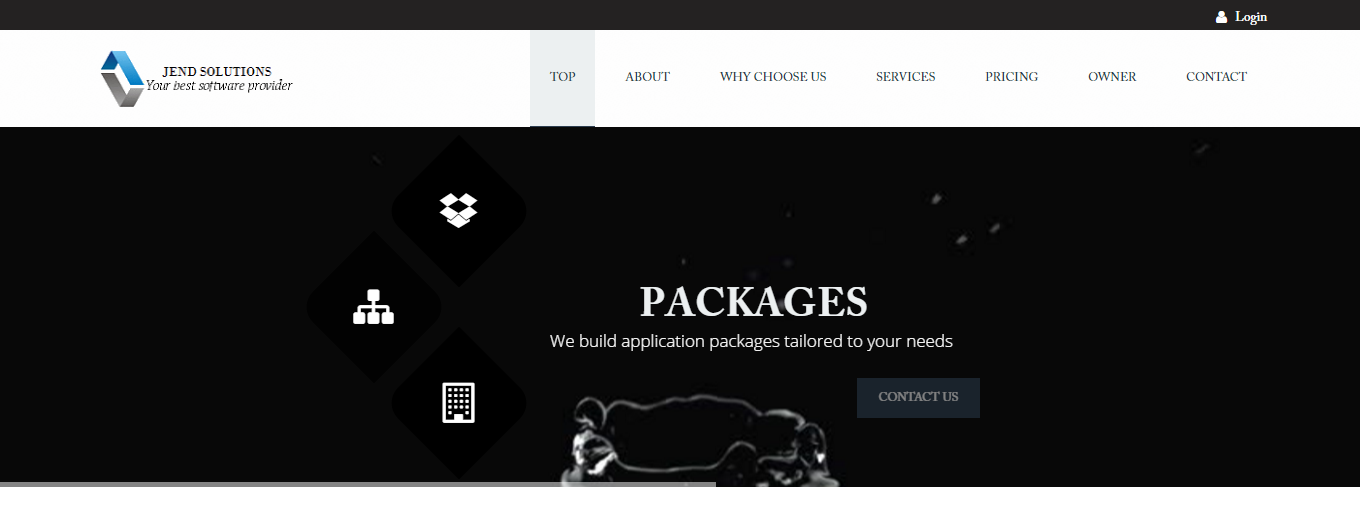 Login
JEND SOLUTIONS
Your best software provider
TOP ABOUT WHY CHOOSE US SERVICES PRICING OWNER CONTACT
PACKAGES
We build application packages tailored to your needs
CONTACT US